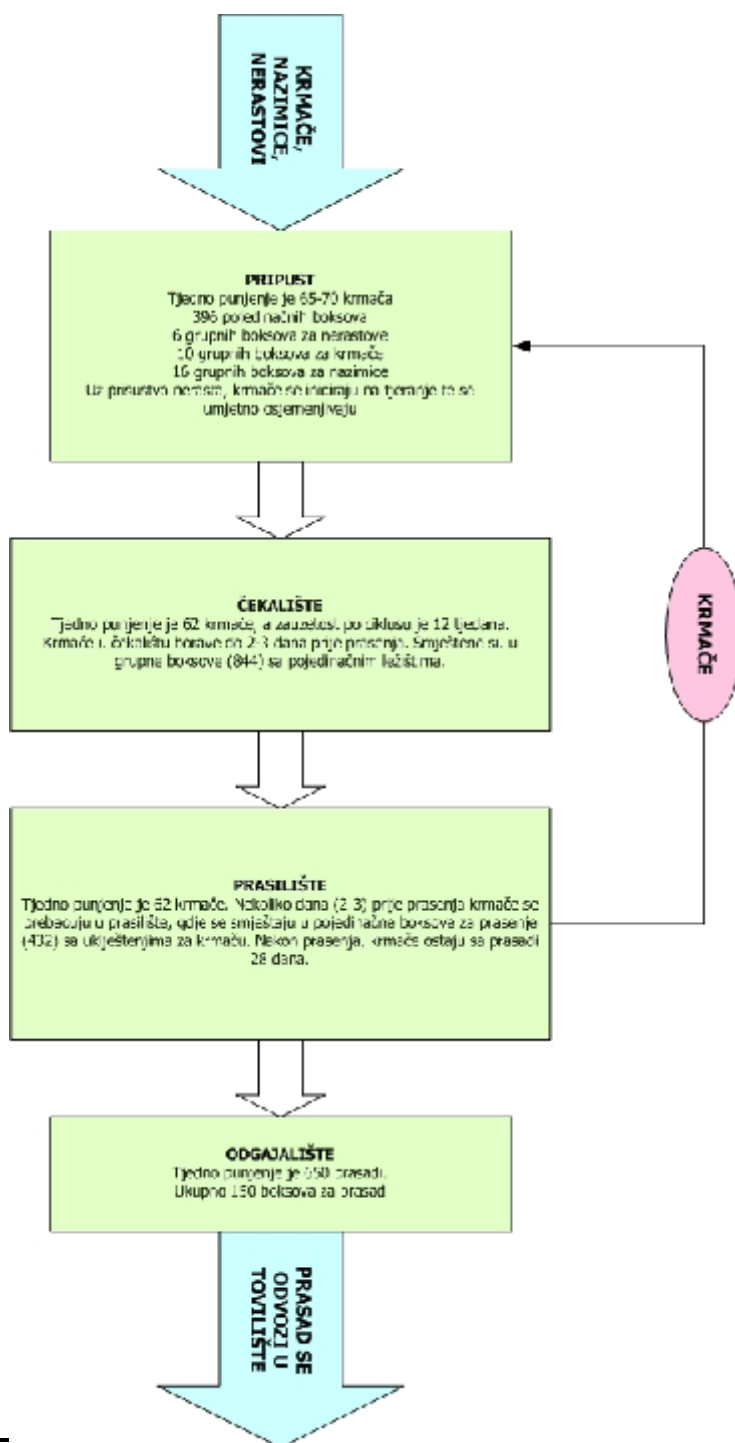 KRMAČE,
NAZIMICE,
NERASTOVI
PRIPUST
Tjedno punjenje je 65-70 krmača
396 pojedinačnih boksova
6 grupnih boksova za nerastove
10 grupnih boksova za krmače
16 grupnih boksova za nazimice
Uz prisustvo nerasta, krmače se iniciraju na tjeranje te se
umjetno osjemenjivaju
ČEKALIŠTE
Tjedno punjenje je 62 krmače, a zauzetost po ciklusu je 12 tjedana.
Krmače u čekalištu borave do 2-3 dana prije prasenja. Smještene su u
grupne boksove (844) sa pojedinačnim ležištima.
KRMAČE
PRASILIŠTE
Tjedno punjenje je 62 krmače. Nekoliko dana (2-3) prije prasenja krmače se
prebacuju u prasilište, gdje se smještaju u pojedinačne boksove za prasenje
(432) sa uklještenjima za krmaču. Nakon prasenja, krmače ostaju sa prasadi
28 dana.
ODGAJALIŠTE
Tjedno punjenje je 650 prasadi.
Ukupno 150 boksova za prasad
PRASAD SE
ODVOZI U
TOVILIŠTE